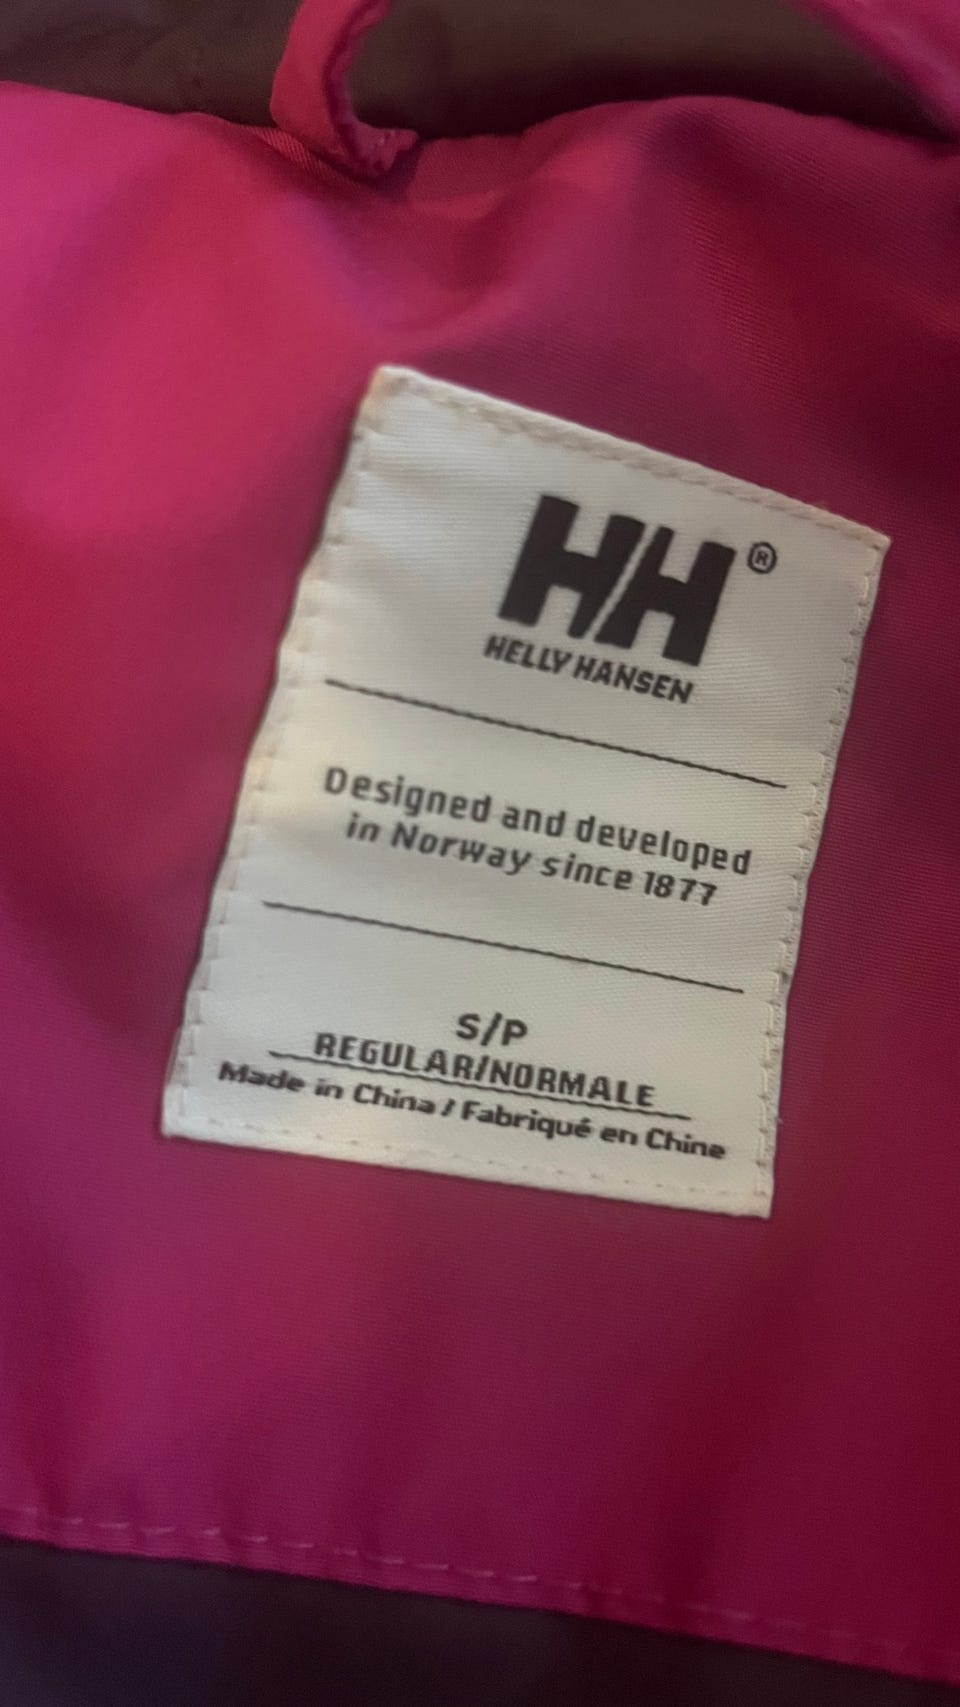 HH®
HELLY HANSEN
Designed and developed
in Norway since 1877
S/P
REGULAR/NORMALE
Made in China / Fabriqué en Chine